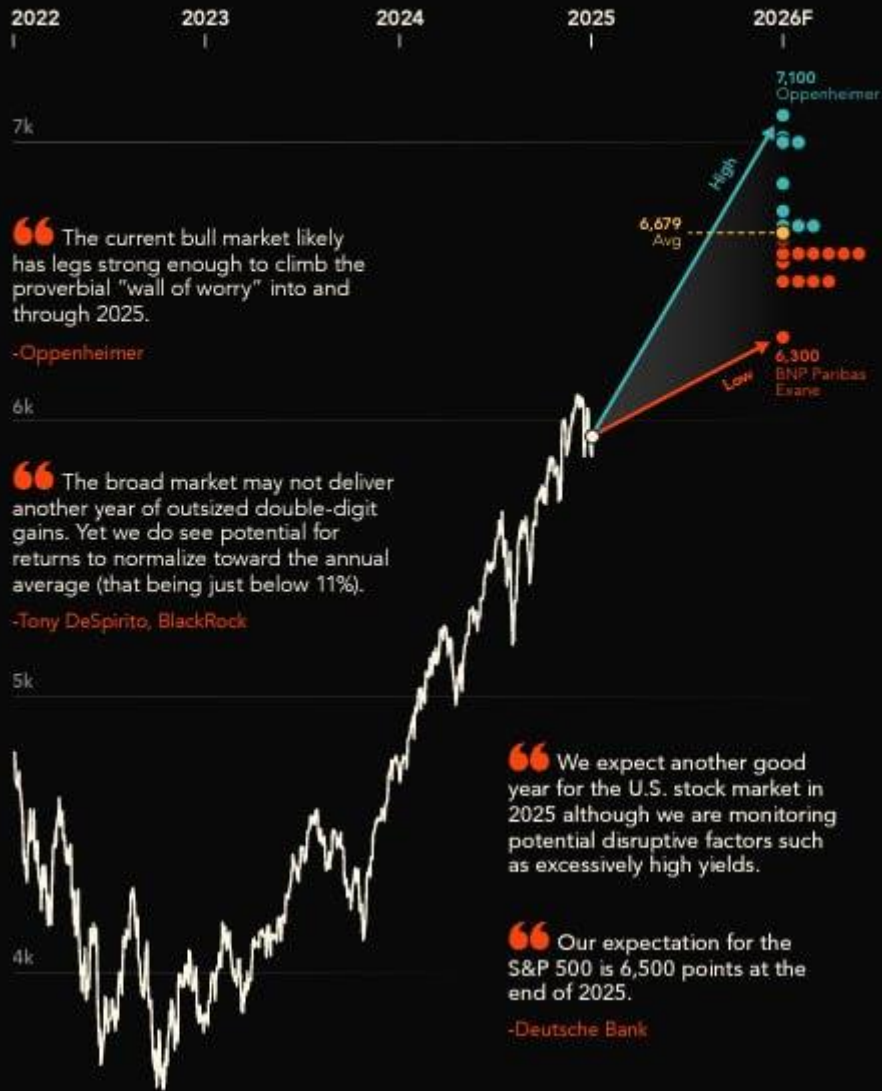 2022 2023 2024 2025 2026F
7,100
Oppenheimer
7k
High
6,679
Avg
“ The current bull market likely
has legs strong enough to climb the
proverbial "wall of worry" into and
through 2025.
-Oppenheimer
6,300
BNP Paribas
Exane
Low
6k
“ The broad market may not deliver
another year of outsized double-digit
gains. Yet we do see potential for
returns to normalize toward the annual
average (that being just below 11%).
-Tony DeSpirito, BlackRock
5k
“ We expect another good
year for the U.S. stock market in
2025 although we are monitoring
potential disruptive factors such
as excessively high yields.
“ Our expectation for the
S&P 500 is 6,500 points at the
end of 2025.
-Deutsche Bank
4k